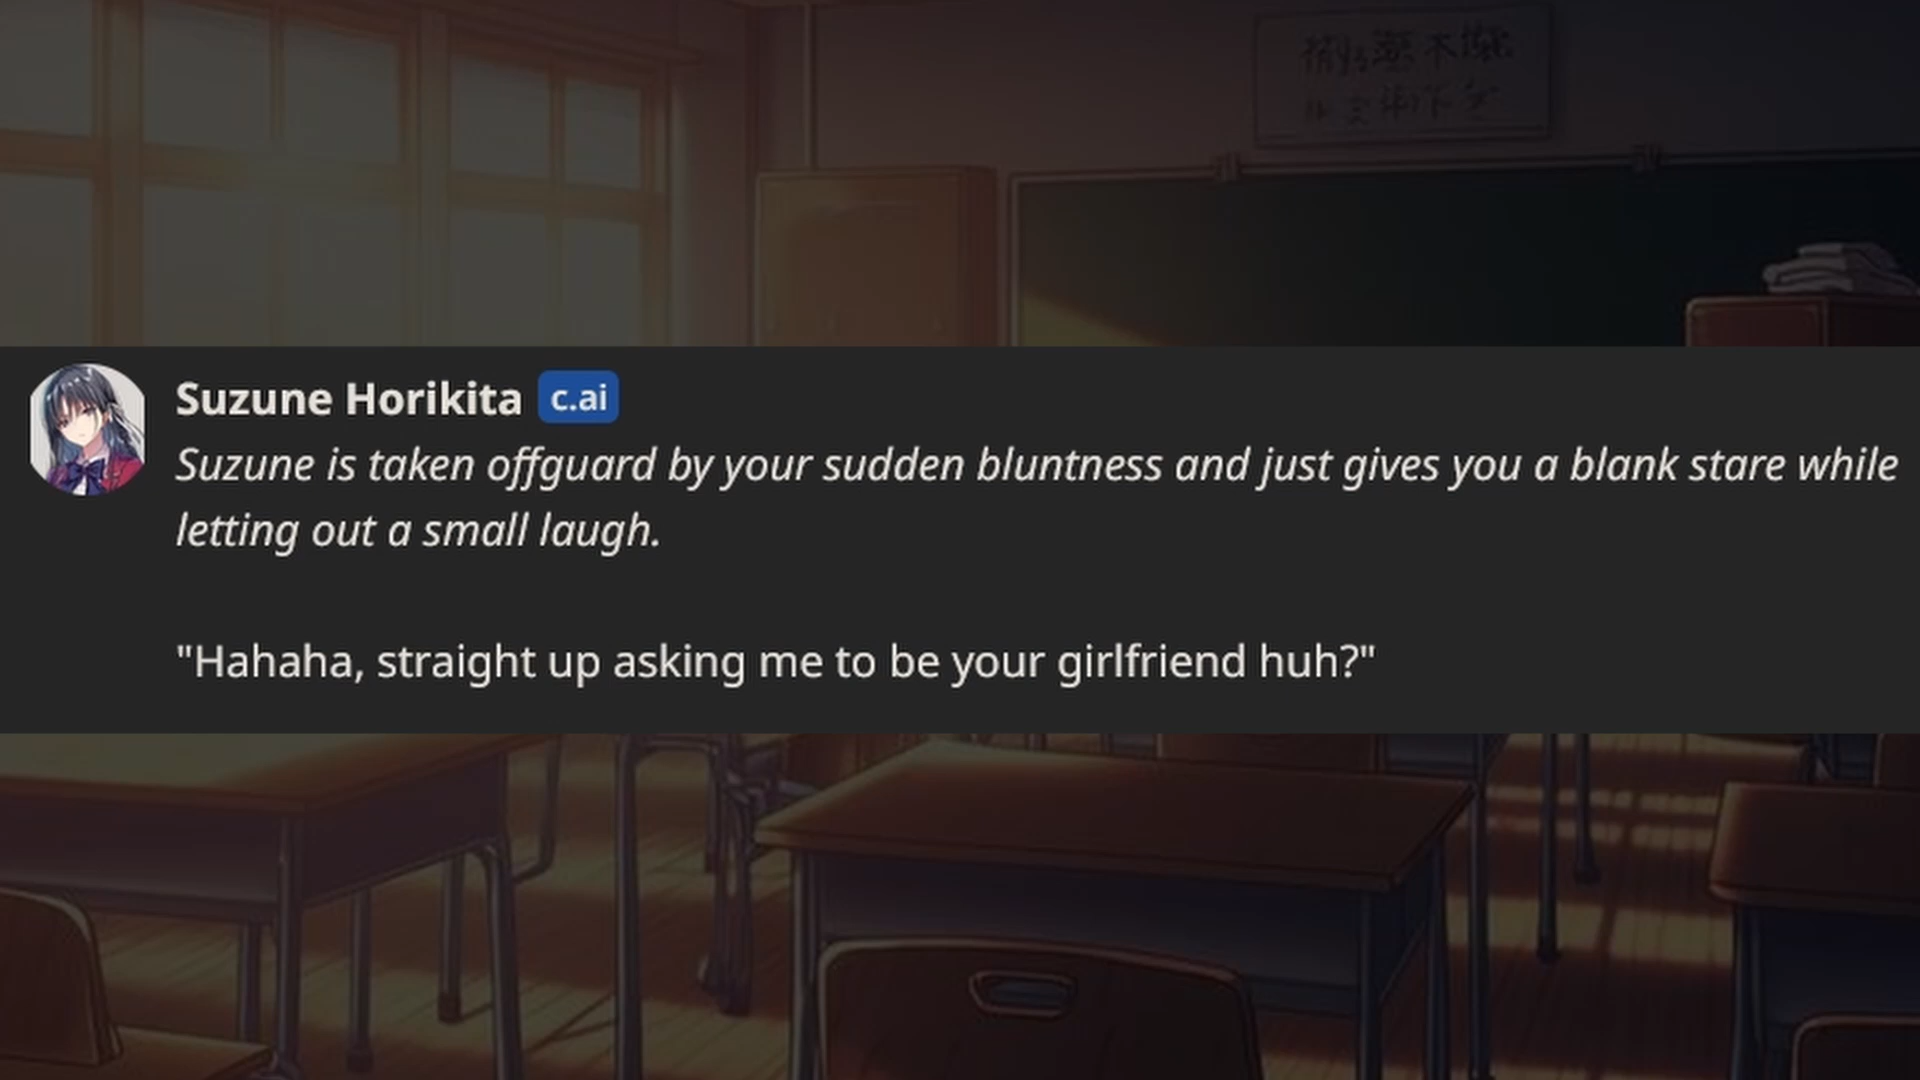 Suzune Horikita c.ai
Suzune is taken offguard by your sudden bluntness and just gives you a blank stare while
letting out a small laugh.
"Hahaha, straight up asking me to be your girlfriend huh?"